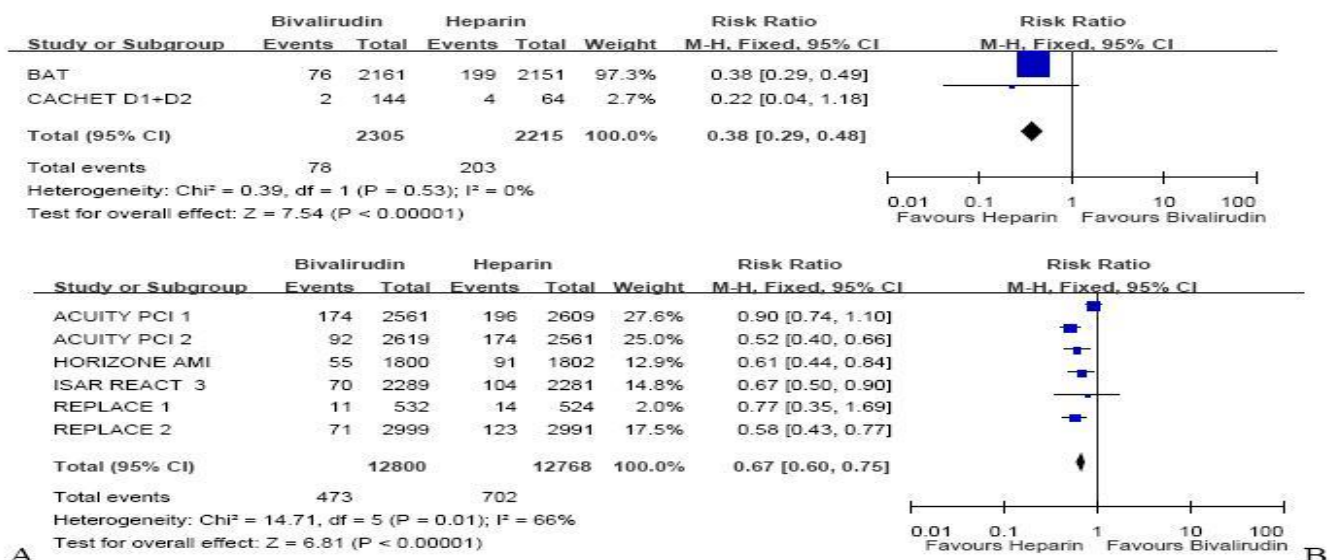 Bivalirudin Heparin Risk Ratio Risk Ratio
Study or Subgroup Events Total Events Total Weight M-H, Fixed, 95% CI M-H, Fixed, 95% CI
BAT 76 2161 199 2151 97.3% 0.38 [0.29, 0.49]
CACHET D1+D2 2 144 4 64 2.7% 0.22 [0.04, 1.18]
Total (95% CI) 2305 2215 100.0% 0.38 [0.29, 0.48]
Total events 78 203
Heterogeneity: Chi² = 0.39, df = 1 (P = 0.53); I² = 0%
Test for overall effect: Z = 7.54 (P < 0.00001)
0.01 0.1 1 10 100
Favours Heparin Favours Bivalirudin
Bivalirudin Heparin Risk Ratio Risk Ratio
Study or Subgroup Events Total Events Total Weight M-H, Fixed, 95% CI M-H, Fixed, 95% CI
ACUITY PCI 1 174 2561 196 2609 27.6% 0.90 [0.74, 1.10]
ACUITY PCI 2 92 2619 174 2561 25.0% 0.52 [0.40, 0.66]
HORIZONE AMI 55 1800 91 1802 12.9% 0.61 [0.44, 0.84]
ISAR REACT 3 70 2289 104 2281 14.8% 0.67 [0.50, 0.90]
REPLACE 1 11 532 14 524 2.0% 0.77 [0.35, 1.69]
REPLACE 2 71 2999 123 2991 17.5% 0.58 [0.43, 0.77]
Total (95% CI) 12800 12768 100.0% 0.67 [0.60, 0.75]
Total events 473 702
Heterogeneity: Chi² = 14.71, df = 5 (P = 0.01); I² = 66%
Test for overall effect: Z = 6.81 (P < 0.00001)
0.01 0.1 1 10 100
Favours Heparin Favours Bivalirudin
A B